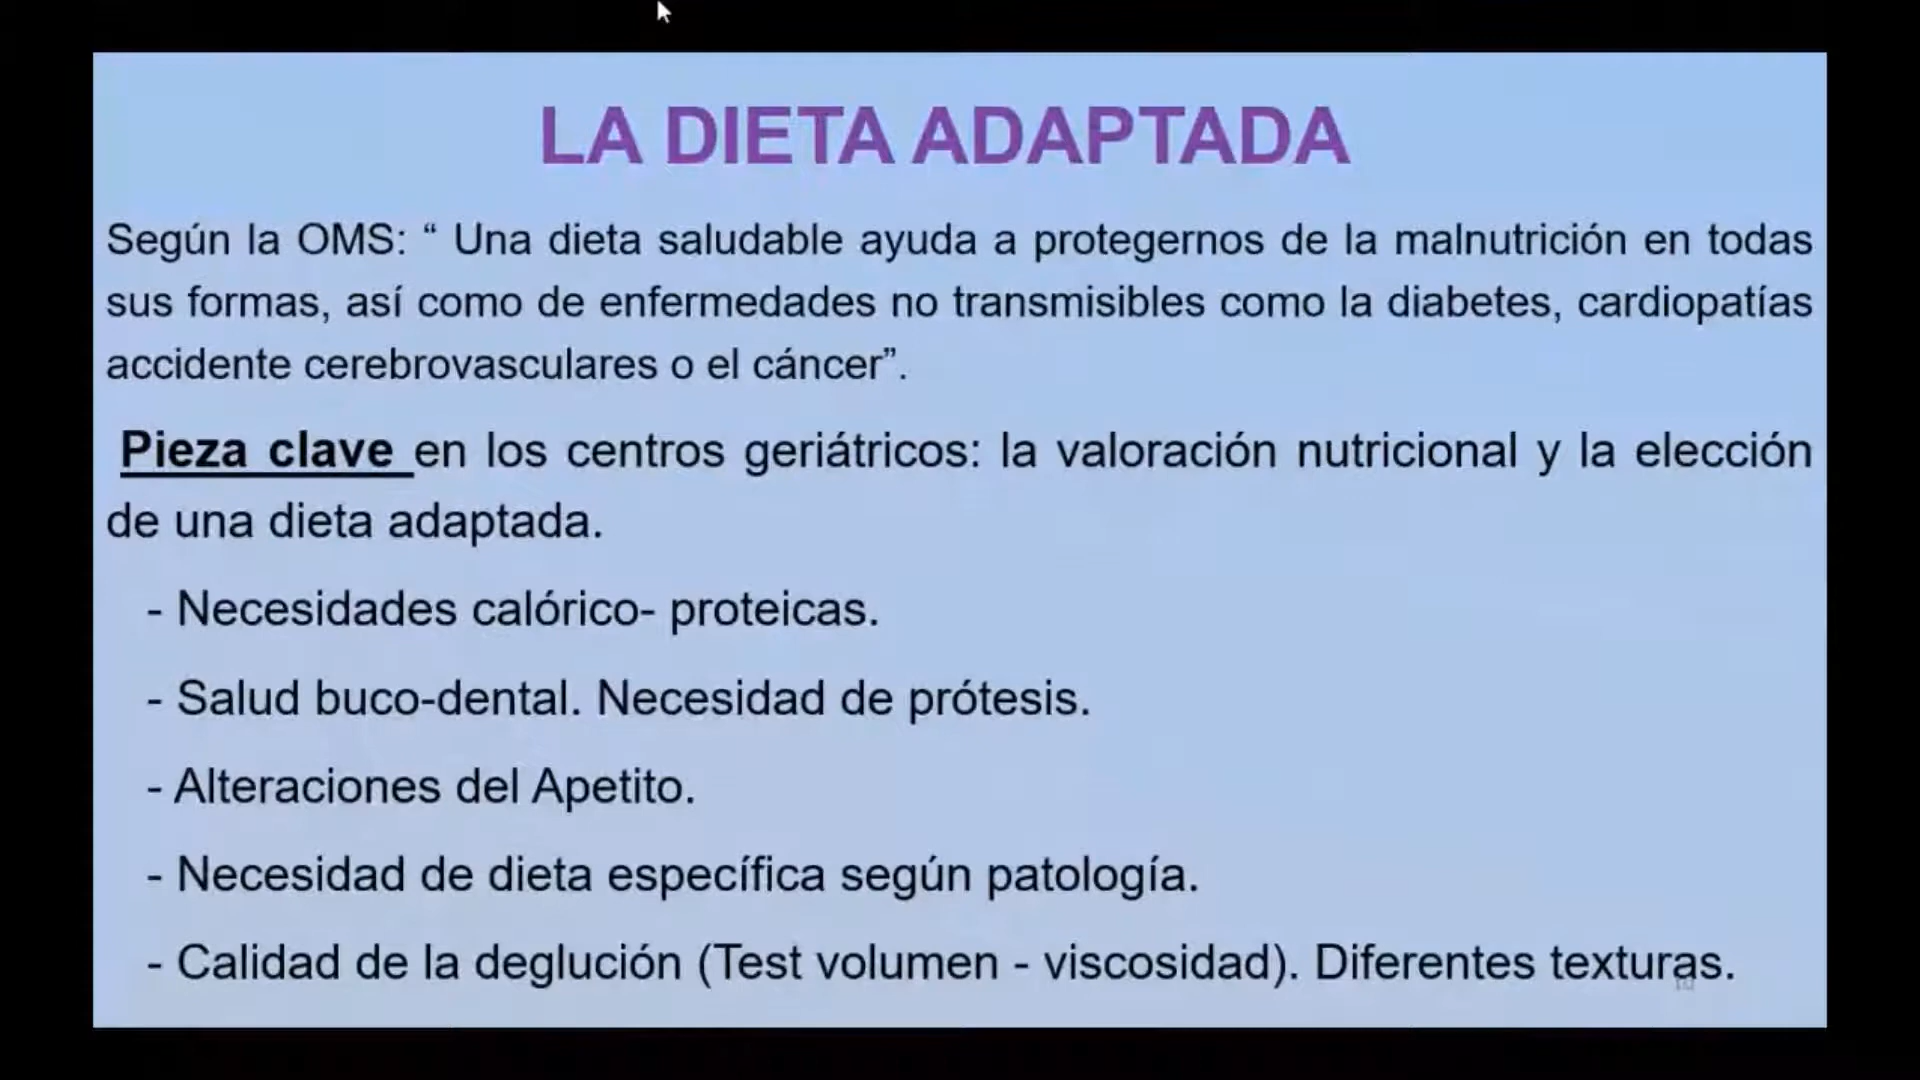 LA DIETA ADAPTADA
Según la OMS: “ Una dieta saludable ayuda a protegernos de la malnutrición en todas
sus formas, así como de enfermedades no transmisibles como la diabetes, cardiopatías
accidente cerebrovasculares o el cáncer”.
Pieza clave en los centros geriátricos: la valoración nutricional y la elección
de una dieta adaptada.
- Necesidades calórico- proteicas.
- Salud buco-dental. Necesidad de prótesis.
- Alteraciones del Apetito.
- Necesidad de dieta específica según patología.
- Calidad de la deglución (Test volumen - viscosidad). Diferentes texturas.